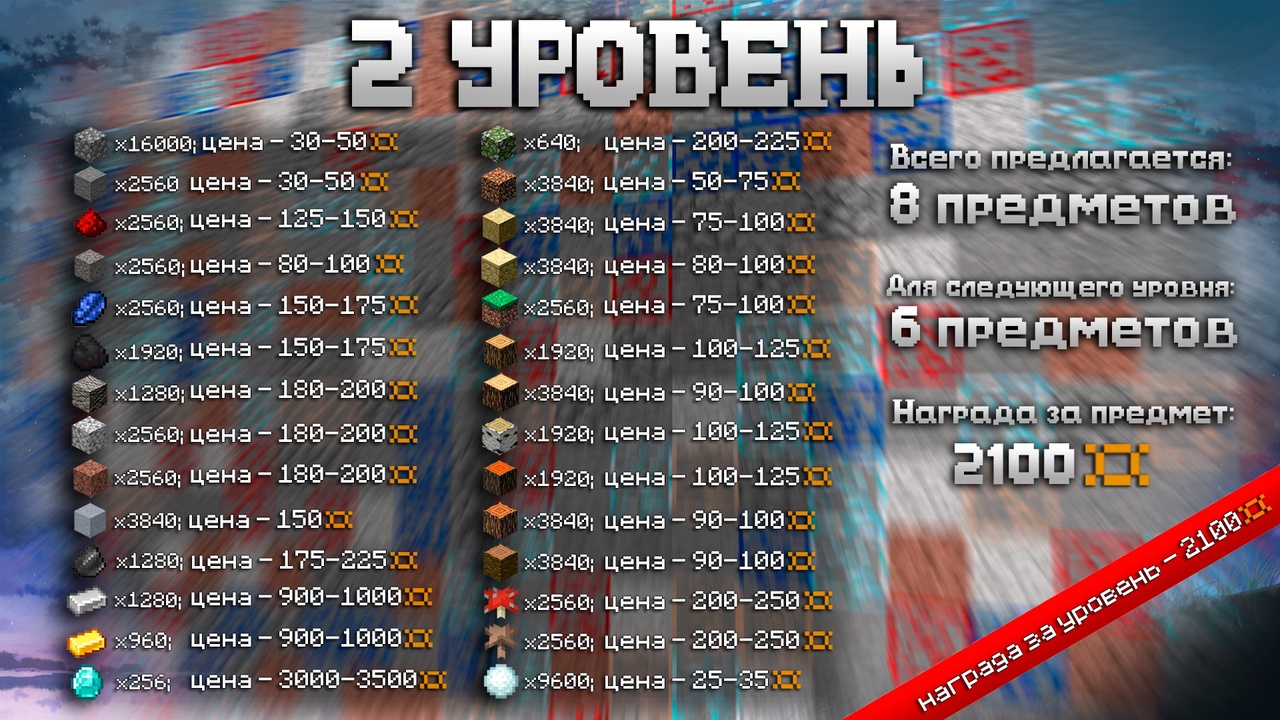 2 УРОВЕНЬ
x16000; цена - 30-50¤
x2560 цена - 30-50¤
x2560; цена - 125-150¤
x2560; цена - 80-100¤
x2560; цена - 150-175¤
x1920; цена - 150-175¤
x1280; цена - 180-200¤
x2560; цена - 180-200¤
x2560; цена - 180-200¤
x3840; цена - 150¤
x1280; цена - 175-225¤
x1280; цена - 900-1000¤
x960; цена - 900-1000¤
x256; цена - 3000-3500¤
x640; цена - 200-225¤
x3840; цена - 50-75¤
x3840; цена - 75-100¤
x3840; цена - 80-100¤
x2560; цена - 75-100¤
x1920; цена - 100-125¤
x3840; цена - 90-100¤
x1920; цена - 100-125¤
x1920; цена - 100-125¤
x3840; цена - 90-100¤
x3840; цена - 90-100¤
x2560; цена - 200-250¤
x2560; цена - 200-250¤
x9600; цена - 25-35¤
Всего предлагается:
8 предметов
Для следующего уровня:
6 предметов
Награда за предмет:
2100¤
награда за уровень - 2100¤